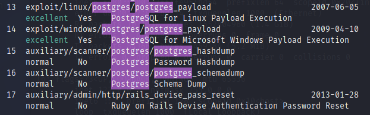 13 exploit/linux/postgres/postgres_payload 2007-06-05
excellent Yes PostgreSQL for Linux Payload Execution
14 exploit/windows/postgres/postgres_payload 2009-04-10
excellent Yes PostgreSQL for Microsoft Windows Payload Execution
15 auxiliary/scanner/postgres/postgres_hashdump
normal No Postgres Password Hashdump
16 auxiliary/scanner/postgres/postgres_schemadump
normal No Postgres Schema Dump
17 auxiliary/admin/http/rails_devise_pass_reset 2013-01-28
normal No Ruby on Rails Devise Authentication Password Reset